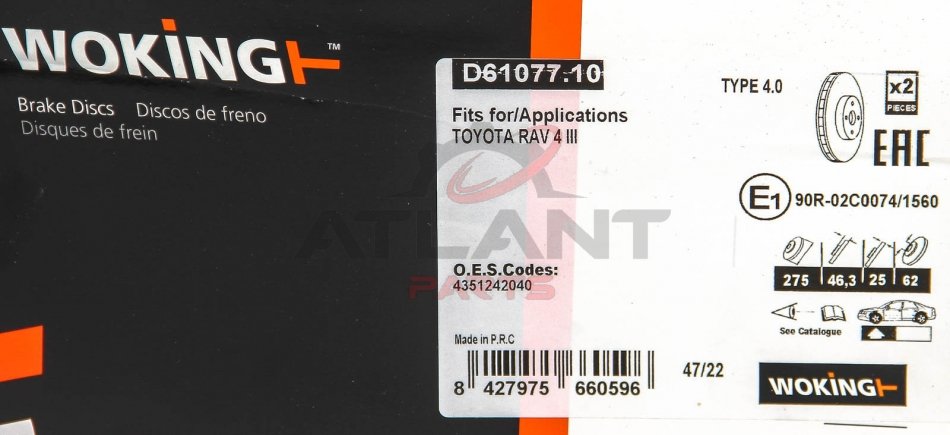 WOKING™
Brake Discs Discos de freno
Disques de frein
D61077.10
Fits for/Applications
TOYOTA RAV 4 III
TYPE 4.0
x2
PIECES
EAC
E1 90R-02C0074/1560
O.E.S.Codes:
4351242040
275 46,3 25 62
See Catalogue
Made in P.R.C
8 427975 660596
47/22
WOKING
ATLANT
PARTS